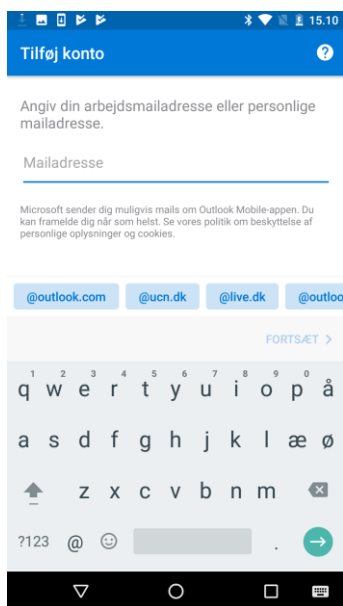 15.10
Tilføj konto
?
Angiv din arbejdsmailadresse eller personlige
mailadresse.
Mailadresse
Microsoft sender dig muligvis mails om Outlook Mobile-appen. Du
kan framelde dig når som helst. Se vores politik om beskyttelse af
personlige oplysninger og cookies.
@outlook.com @ucn.dk @live.dk @outloo
FORTSÆT >
1 2 3 4 5 6 7 8 9 0
q w e r t y u i o p å
a s d f g h j k l æ ø
z x c v b n m
?123 @ .